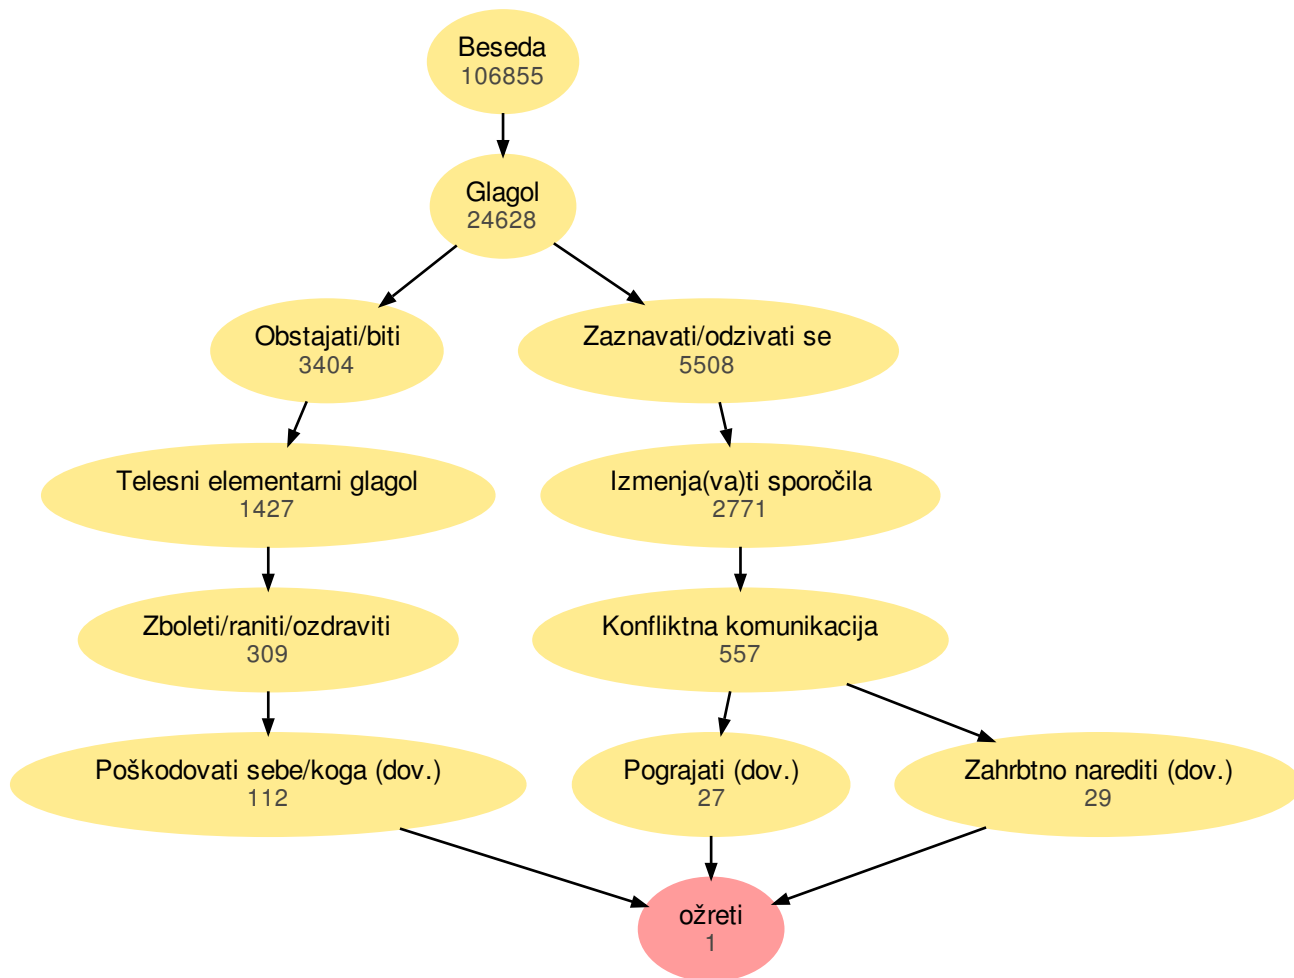 Beseda
106855
Glagol
24628
Obstajati/biti
3404
Zaznavati/odzivati se
5508
Telesni elementarni glagol
1427
Izmenja(va)ti sporočila
2771
Zboleti/raniti/ozdraviti
309
Konfliktna komunikacija
557
Poškodovati sebe/koga (dov.)
112
Pograjati (dov.)
27
Zahrbtno narediti (dov.)
29
ožreti
1